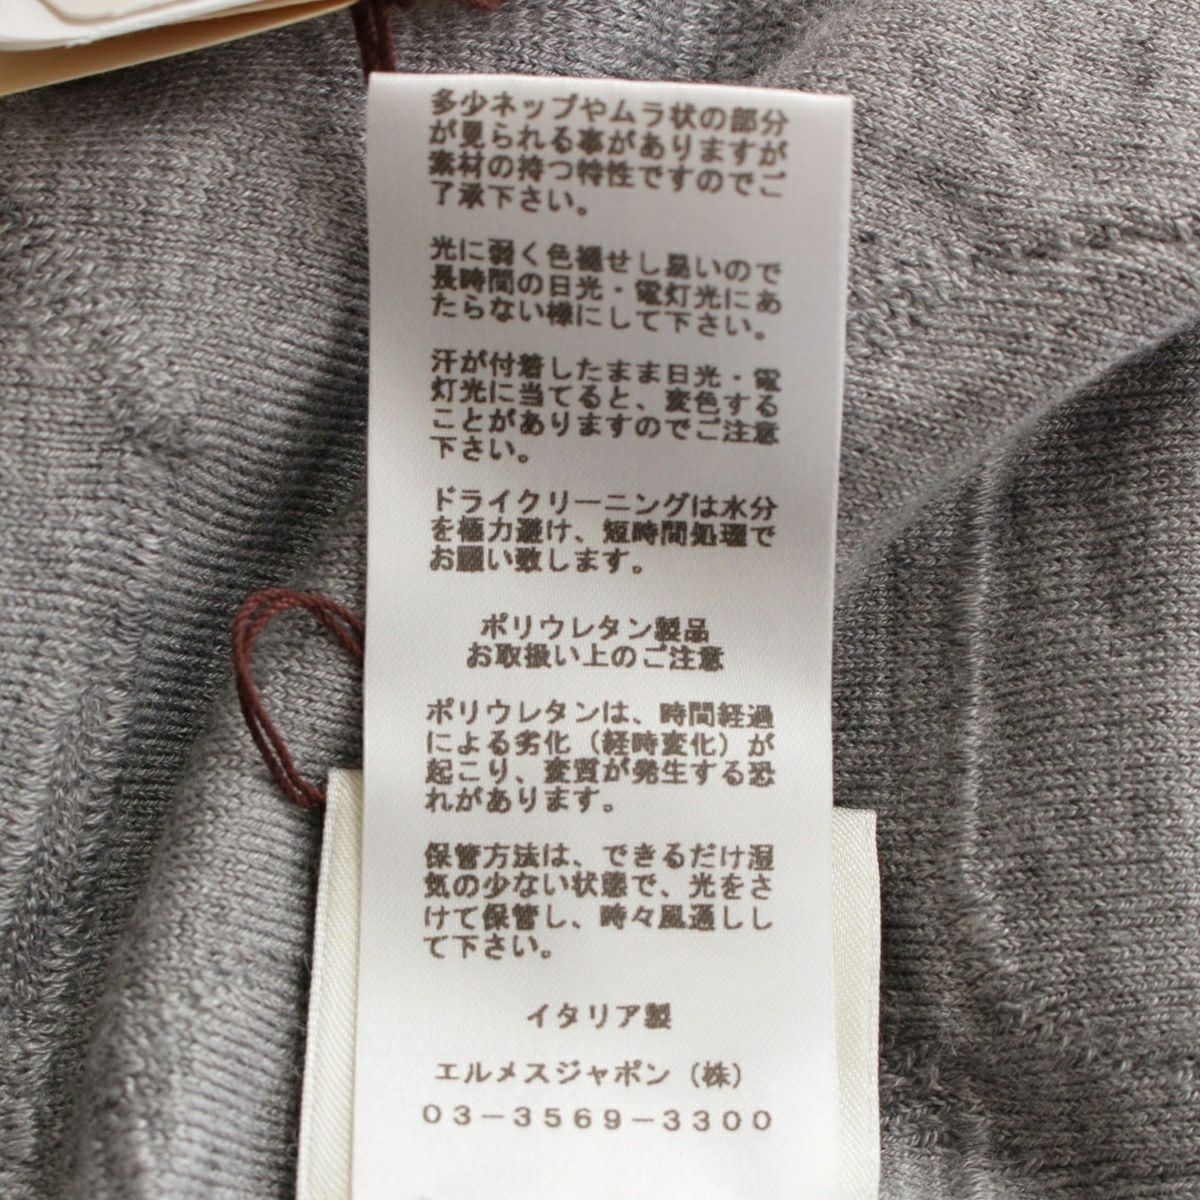 多少ネップやムラ状の部分
が見られる事がありますが
素材の持つ特性ですのでご
了承下さい。
光に弱く色褪せし易いので
長時間の日光・電灯光にあ
たらない様にして下さい。
汗が付着したまま日光・電
灯光に当てると、変色する
ことがありますのでご注意
下さい。
ドライクリーニングは水分
を極力避け、短時間処理で
お願い致します。
ポリウレタン製品
お取扱い上のご注意
ポリウレタンは、時間経過
による劣化（経時変化）が
起こり、変質が発生する恐
れがあります。
保管方法は、できるだけ湿
気の少ない状態で、光をさ
けて保管し、時々風通しし
て下さい。
イタリア製
エルメスジャポン（株）
03－3569－3300